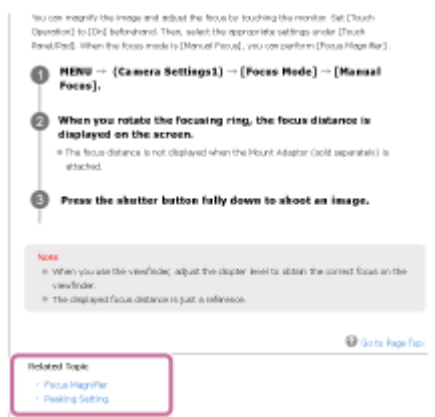 You can magnify the image and adjust the focus by touching the monitor. Set [Touch
Operation] to [On] beforehand. Then, select the appropriate settings under [Touch
Panel/Pad]. When the focus mode is [Manual Focus], you can perform [Focus Magnifier].
1 MENU → (Camera Settings1) → [Focus Mode] → [Manual
Focus].
2 When you rotate the focusing ring, the focus distance is
displayed on the screen.
The focus distance is not displayed when the Mount Adaptor (sold separately) is
attached.
3 Press the shutter button fully down to shoot an image.
Note
When you use the viewfinder, adjust the diopter level to obtain the correct focus on the
viewfinder.
The displayed focus distance is just a reference.
Go to Page Top
Related Topic
Focus Magnifier
Peaking Setting